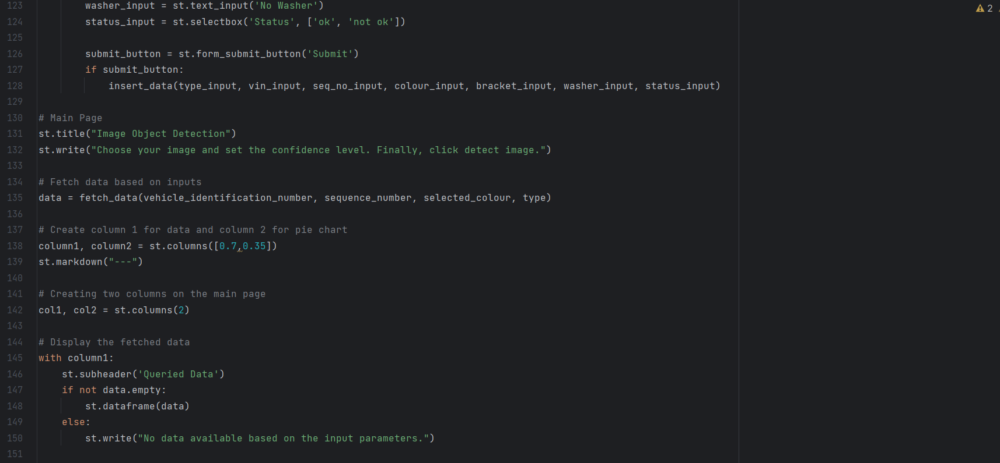 123 washer_input = st.text_input('No Washer')
2
124 status_input = st.selectbox('Status', ['ok', 'not ok'])
125
126 submit_button = st.form_submit_button('Submit')
127 if submit_button:
128 insert_data(type_input, vin_input, seq_no_input, colour_input, bracket_input, washer_input, status_input)
129
130 # Main Page
131 st.title("Image Object Detection")
132 st.write("Choose your image and set the confidence level. Finally, click detect image.")
133
134 # Fetch data based on inputs
135 data = fetch_data(vehicle_identification_number, sequence_number, selected_colour, type)
136
137 # Create column 1 for data and column 2 for pie chart
138 column1, column2 = st.columns([0.7,0.35])
139 st.markdown("---")
140
141 # Creating two columns on the main page
142 col1, col2 = st.columns(2)
143
144 # Display the fetched data
145 with column1:
146 st.subheader('Queried Data')
147 if not data.empty:
148 st.dataframe(data)
149 else:
150 st.write("No data available based on the input parameters.")
151